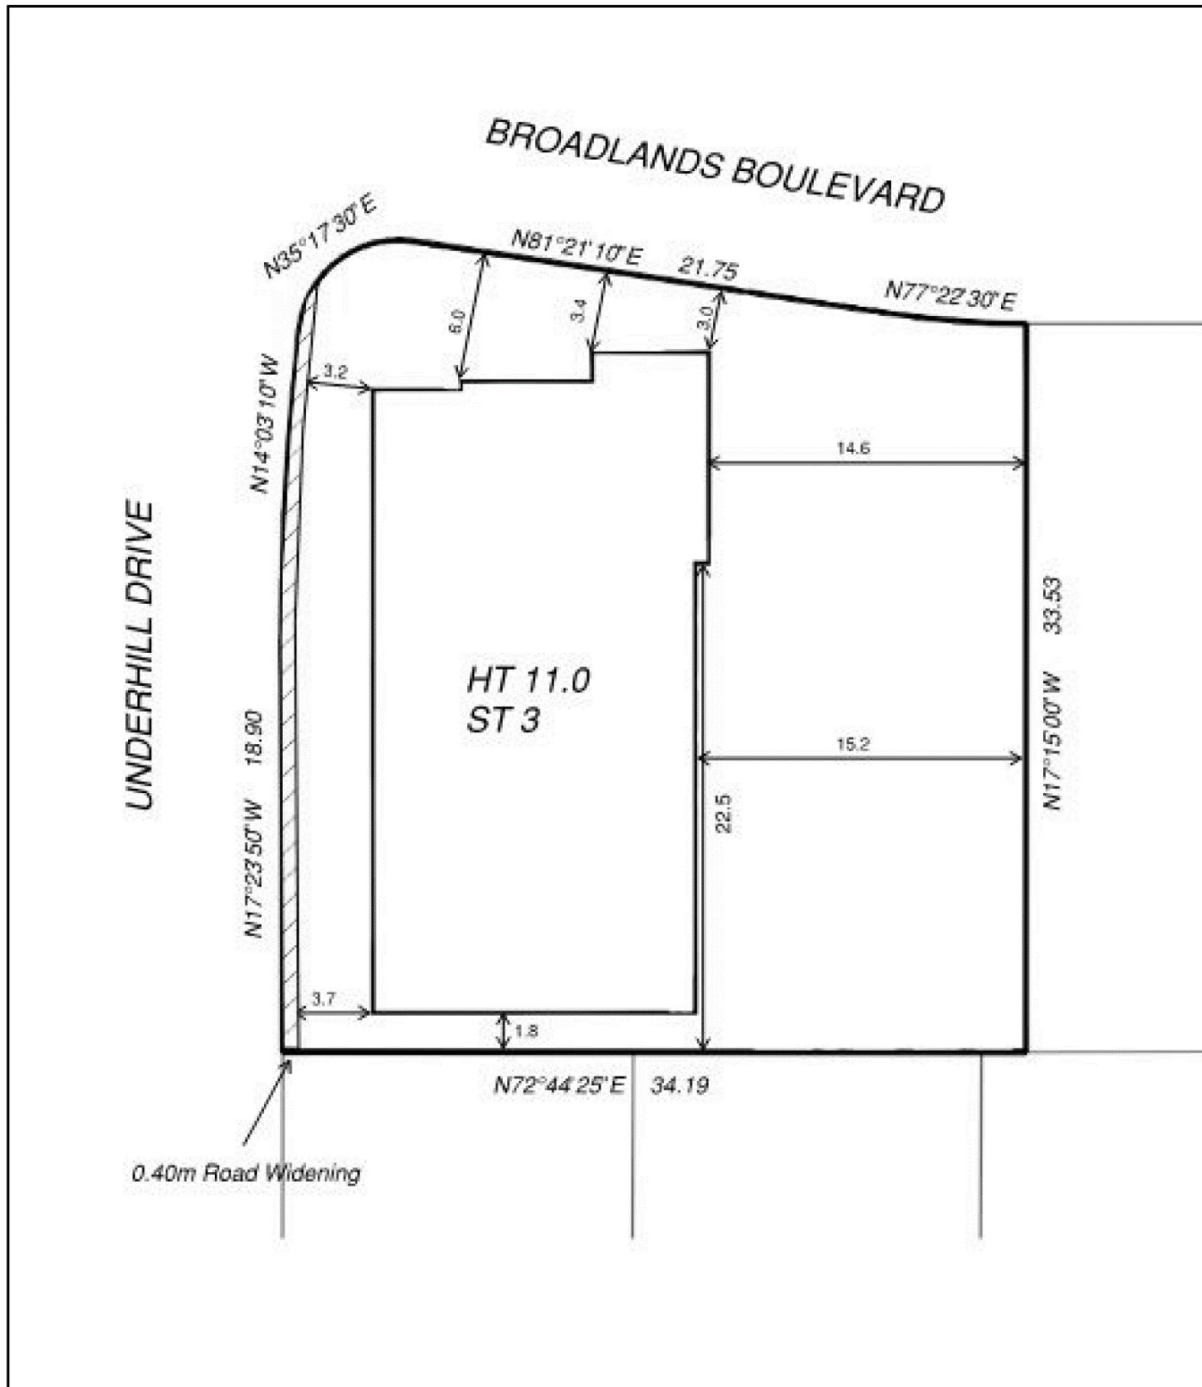 BROADLANDS BOULEVARD
N35°17'30"E
N81°21'10"E 21.75
N77°22'30"E
6.0
3.4
3.0
3.2
N14°03'10"W
14.6
UNDERHILL DRIVE
HT 11.0
ST 3
N17°15'00"W 33.53
N17°23'50"W 18.90
15.2
22.5
3.7
1.8
N72°44'25"E 34.19
0.40m Road Widening